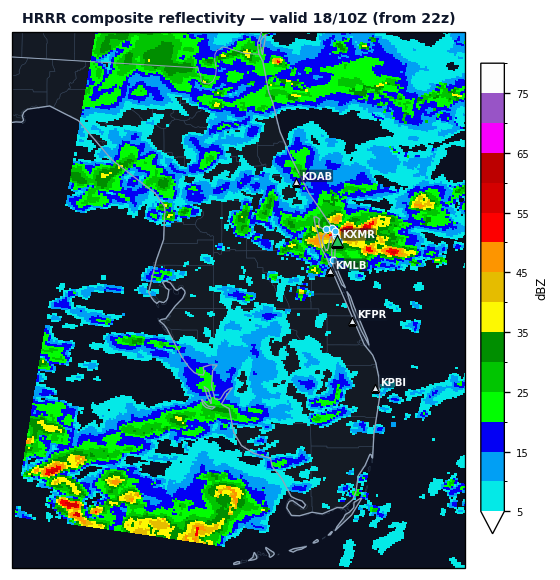 HRRR composite reflectivity — valid 18/10Z (from 22z)
KDAB
KXMR
KMLB
KFPR
KPBI
75
65
55
45
35
25
15
5
dBZ